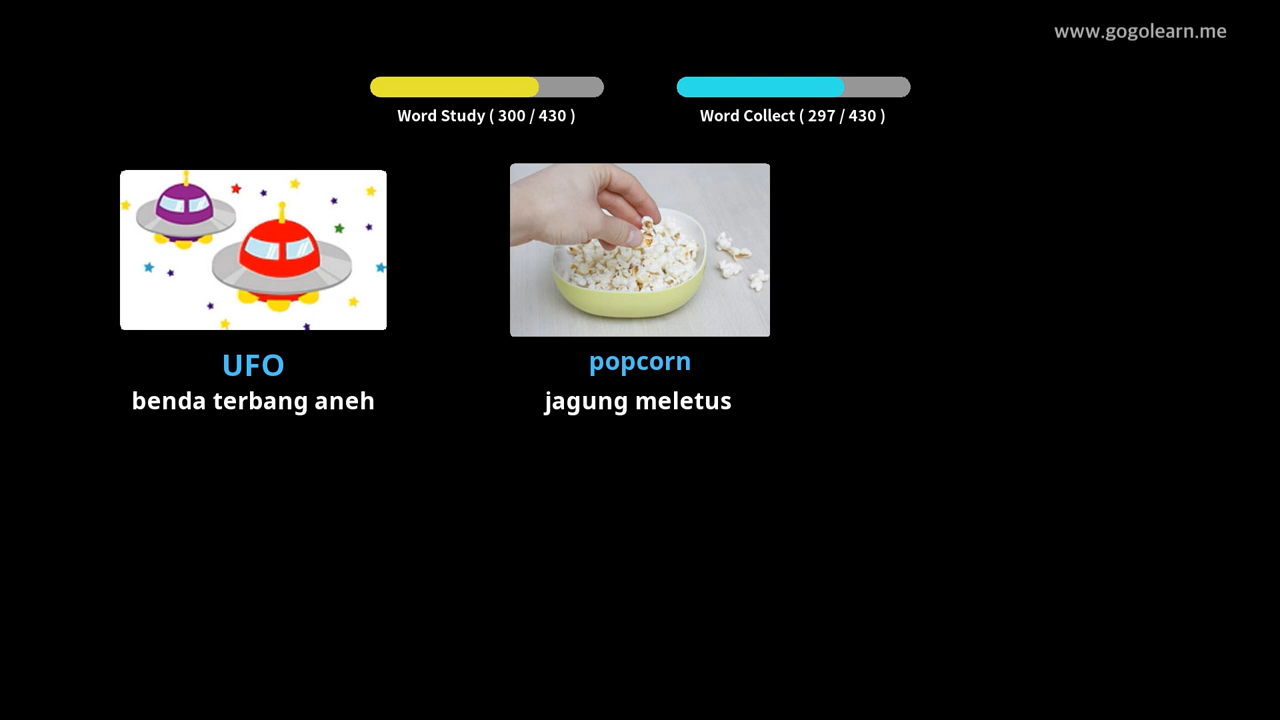 www.gogolearn.me
Word Study ( 300 / 430 )
Word Collect ( 297 / 430 )
UFO
benda terbang aneh
popcorn
jagung meletus